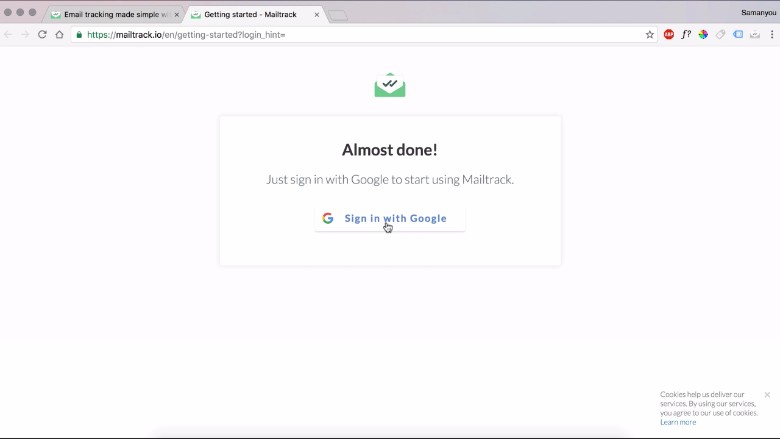 Email tracking made simple wi
Getting started - Mailtrack
Samanyou
https://mailtrack.io/en/getting-started?login_hint=
ABP
f?
Almost done!
Just sign in with Google to start using Mailtrack.
Sign in with Google
Cookies help us deliver our
services. By using our services,
you agree to our use of cookies.
Learn more